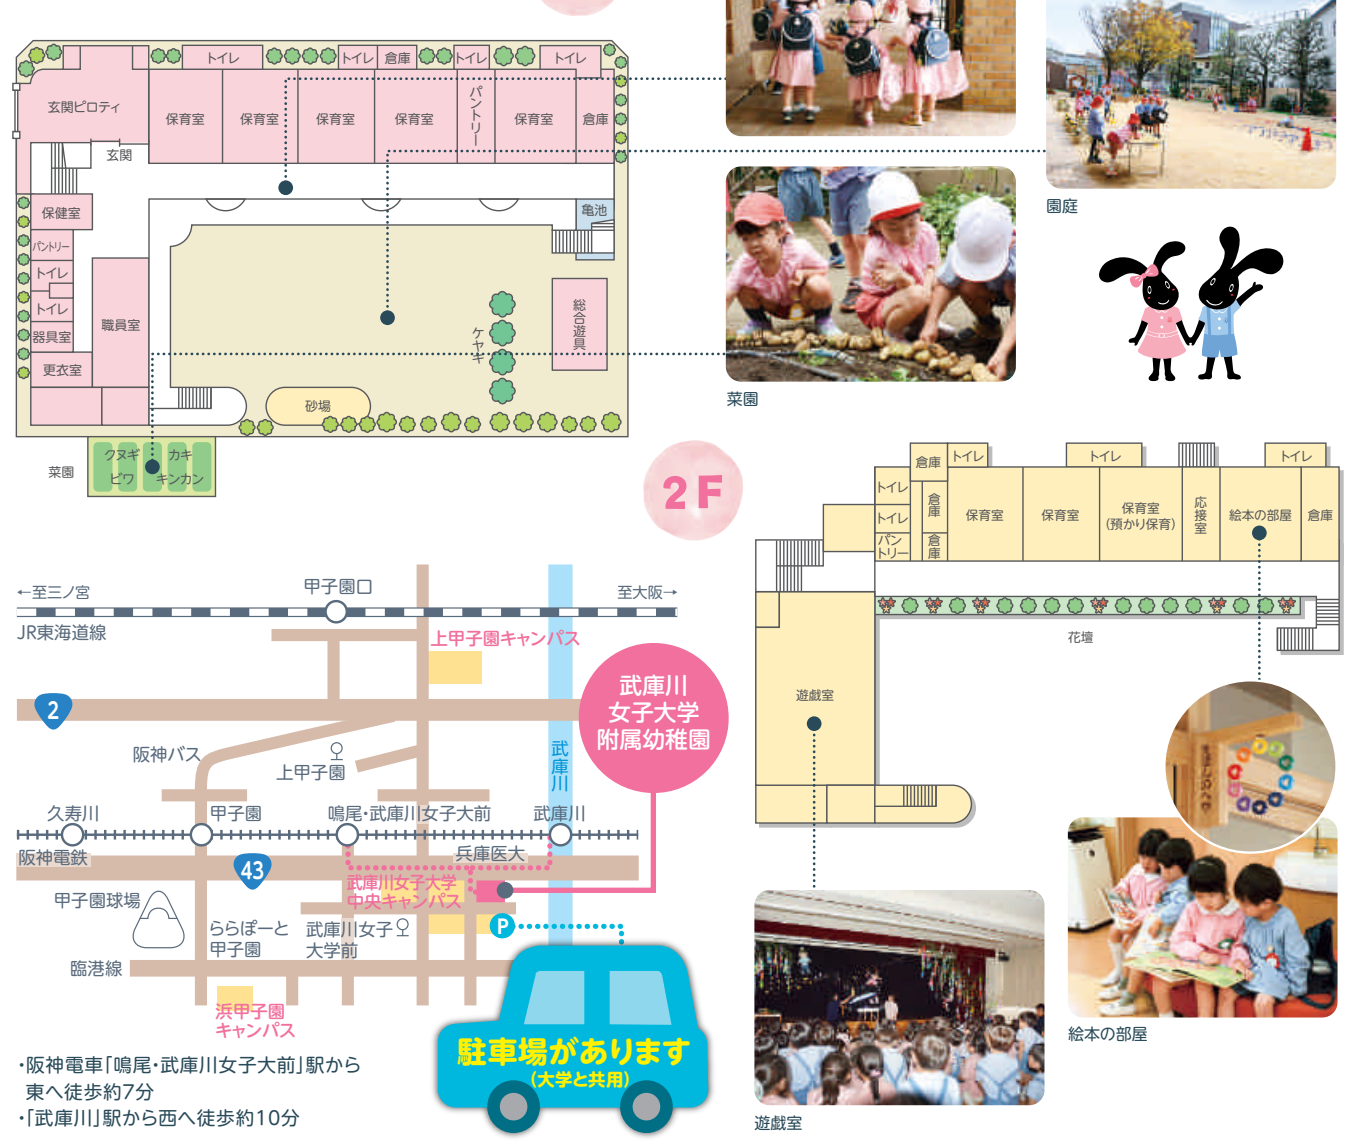 トイレ
トイレ
倉庫
トイレ
トイレ
玄関ピロティ
保育室
保育室
保育室
保育室
パントリー
保育室
倉庫
玄関
保健室
パントリー
トイレ
トイレ
器具室
更衣室
職員室
亀池
総合遊具
ケヤキ
砂場
菜園
クヌギ
カキ
ビワ
キンカン
園庭
菜園
2F
倉庫
トイレ
トイレ
トイレ
トイレ
トイレ
パン
トリー
倉庫
倉庫
保育室
保育室
保育室
(預かり保育)
応接室
絵本の部屋
倉庫
花壇
遊戯室
絵本の部屋
遊戯室
←至三ノ宮
甲子園口
至大阪→
JR東海道線
上甲子園キャンパス
武庫川
女子大学
附属幼稚園
2
阪神バス
上甲子園
武庫川
久寿川
甲子園
鳴尾・武庫川女子大前
武庫川
阪神電鉄
43
兵庫医大
武庫川女子大学
中央キャンパス
甲子園球場
ららぽーと
甲子園
武庫川女子
大学前
P
臨港線
浜甲子園
キャンパス
駐車場があります
(大学と共用)
・阪神電車「鳴尾・武庫川女子大前」駅から
東へ徒歩約7分
・「武庫川」駅から西へ徒歩約10分